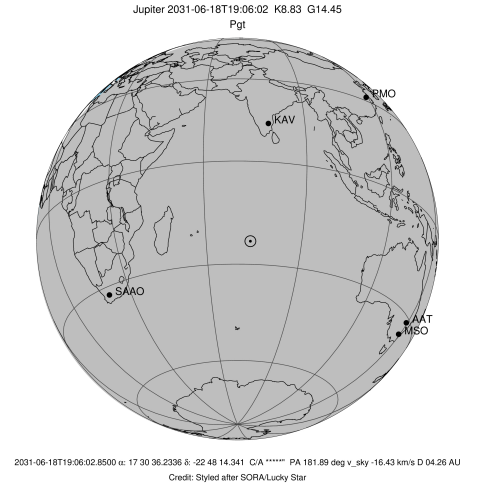 Jupiter 2031-06-18T19:06:02 K8.83 G14.45
Pgt
PMO
KAV
SAAO
AAT
MSO
2031-06-18T19:06:02.8500 α: 17 30 36.2336 δ: -22 48 14.341 C/A *****" PA 181.89 deg v_sky -16.43 km/s D 04.26 AU
Credit: Styled after SORA/Lucky Star